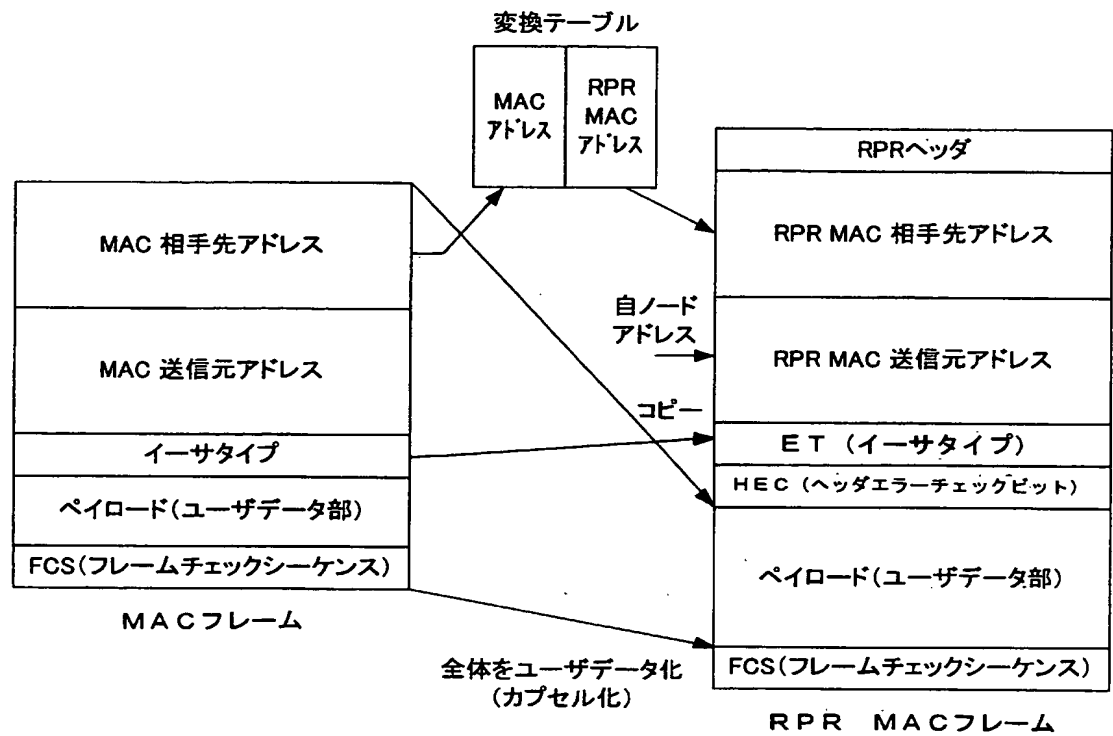 変換テーブル
MAC
アドレス
RPR
MAC
アドレス
MAC 相手先アドレス
MAC 送信元アドレス
イーサタイプ
ペイロード(ユーザデータ部)
FCS(フレームチェックシーケンス)
MACフレーム
自ノード
アドレス
コピー
全体をユーザデータ化
(カプセル化)
RPRヘッダ
RPR MAC 相手先アドレス
RPR MAC 送信元アドレス
ET (イーサタイプ)
HEC (ヘッダエラーチェックビット)
ペイロード(ユーザデータ部)
FCS(フレームチェックシーケンス)
RPR MACフレーム